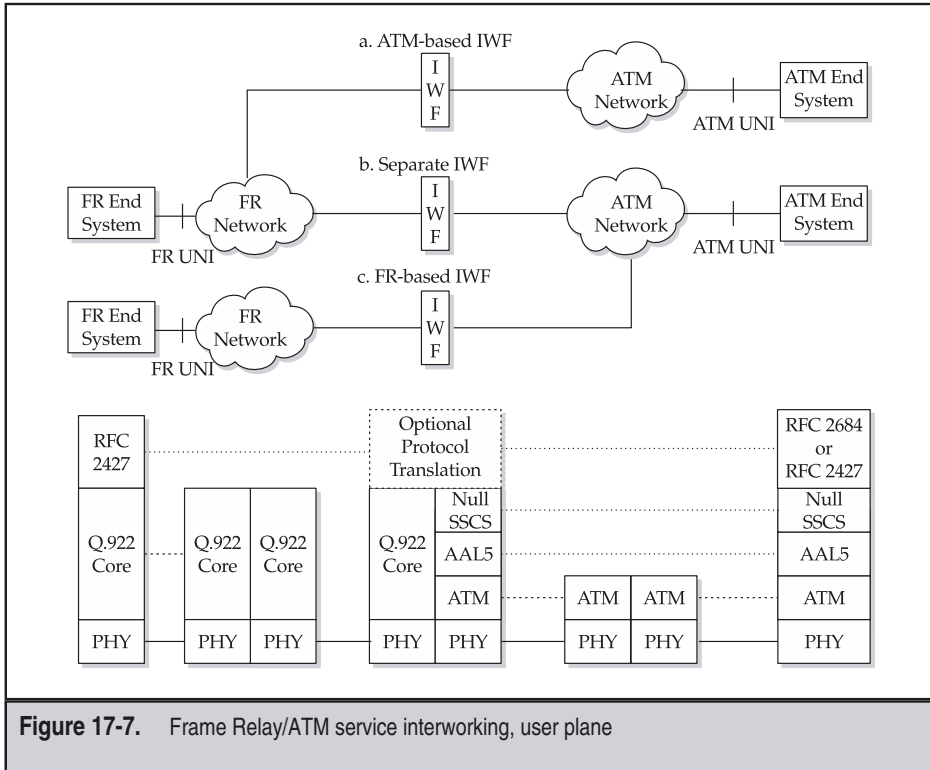 a. ATM-based IWF
I
W
F
ATM
Network
ATM End
System
ATM UNI
b. Separate IWF
FR End
System
FR
Network
FR UNI
I
W
F
ATM
Network
ATM End
System
ATM UNI
c. FR-based IWF
FR End
System
FR
Network
FR UNI
I
W
F
RFC
2427
Q.922
Core
PHY
Q.922
Core
Q.922
Core
PHY
PHY
Optional
Protocol
Translation
Q.922
Core
Null
SSCS
AAL5
ATM
PHY
PHY
ATM
ATM
PHY
PHY
RFC 2684
or
RFC 2427
Null
SSCS
AAL5
ATM
PHY
Figure 17-7. Frame Relay/ATM service interworking, user plane